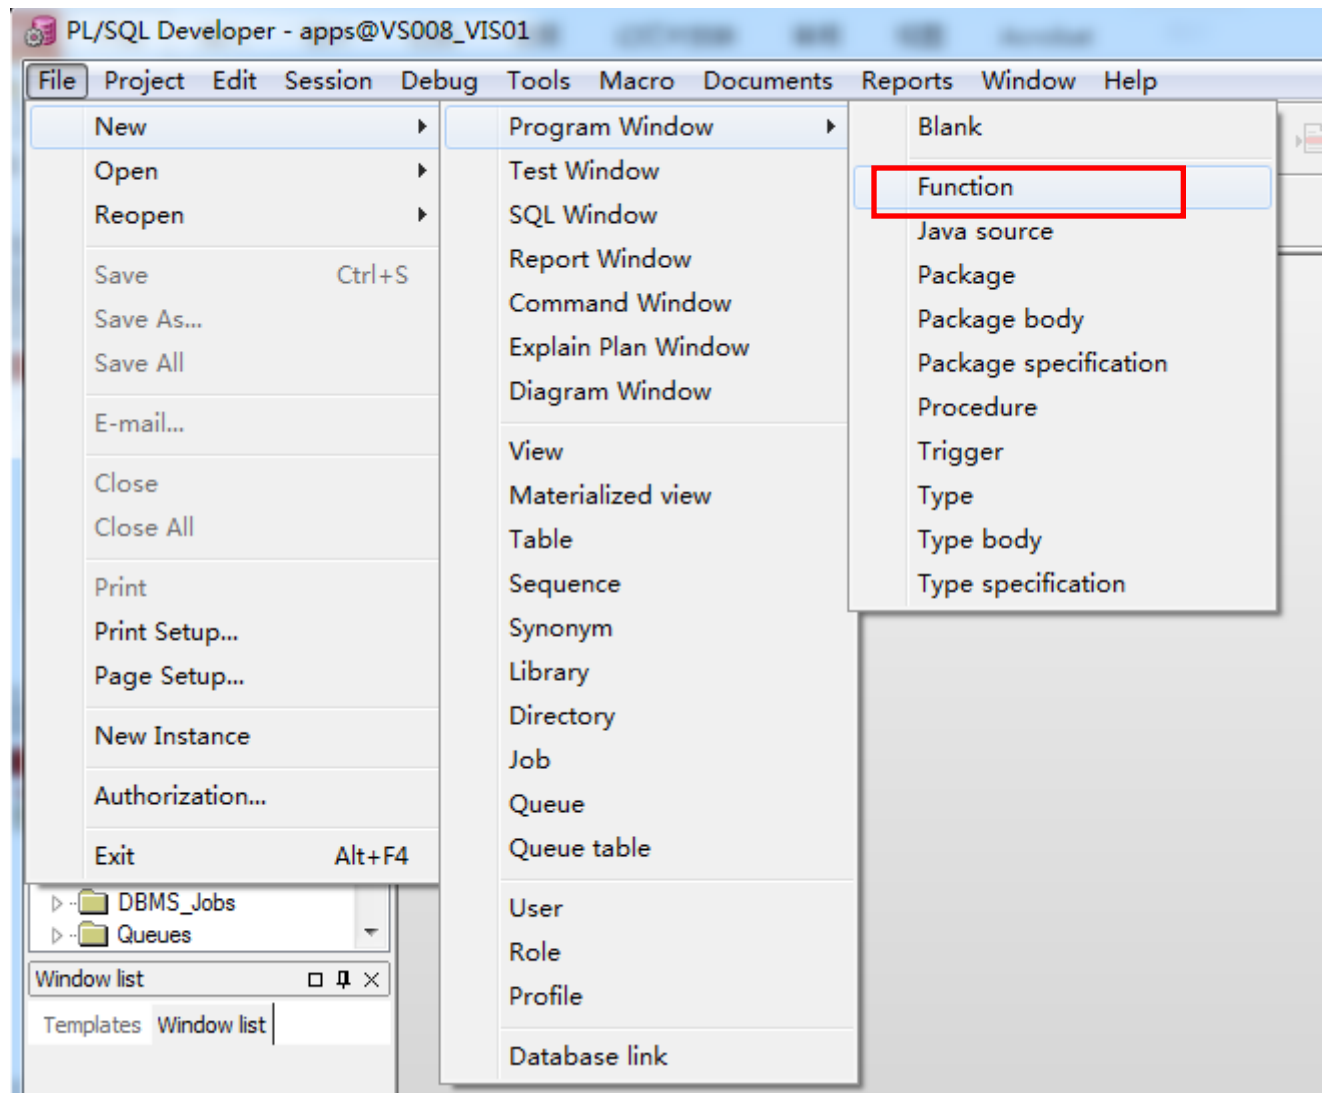 PL/SQL Developer - apps@VS008_VIS01
File Project Edit Session Debug Tools Macro Documents Reports Window Help
New
Open
Reopen
Save Ctrl+S
Save As...
Save All
E-mail...
Close
Close All
Print
Print Setup...
Page Setup...
New Instance
Authorization...
Exit Alt+F4
Program Window
Test Window
SQL Window
Report Window
Command Window
Explain Plan Window
Diagram Window
View
Materialized view
Table
Sequence
Synonym
Library
Directory
Job
Queue
Queue table
User
Role
Profile
Database link
Blank
Function
Java source
Package
Package body
Package specification
Procedure
Trigger
Type
Type body
Type specification
DBMS_Jobs
Queues
Window list
Templates Window list